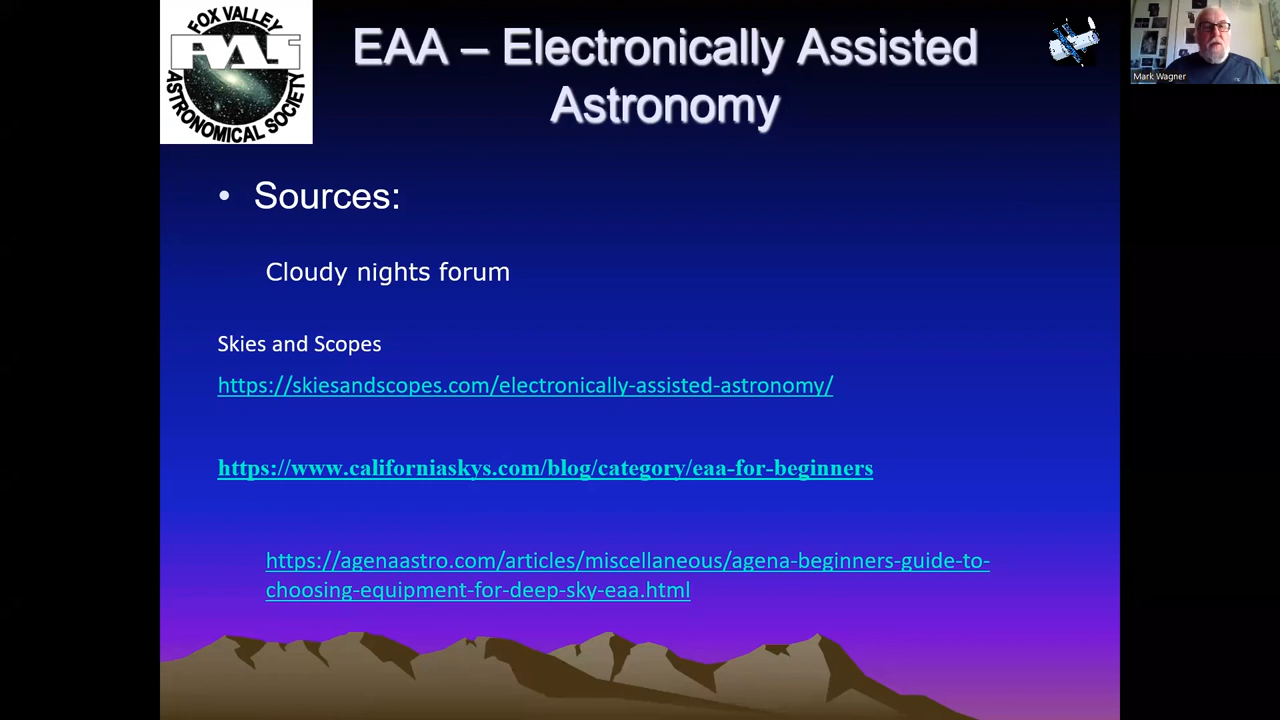 FOX VALLEY
FVAS
ASTRONOMICAL SOCIETY
EAA – Electronically Assisted
Astronomy
Mark Wagner
• Sources:
Cloudy nights forum
Skies and Scopes
https://skiesandscopes.com/electronically-assisted-astronomy/
https://www.californiaskys.com/blog/category/eaa-for-beginners
https://agenaastro.com/articles/miscellaneous/agena-beginners-guide-to-
choosing-equipment-for-deep-sky-eaa.html